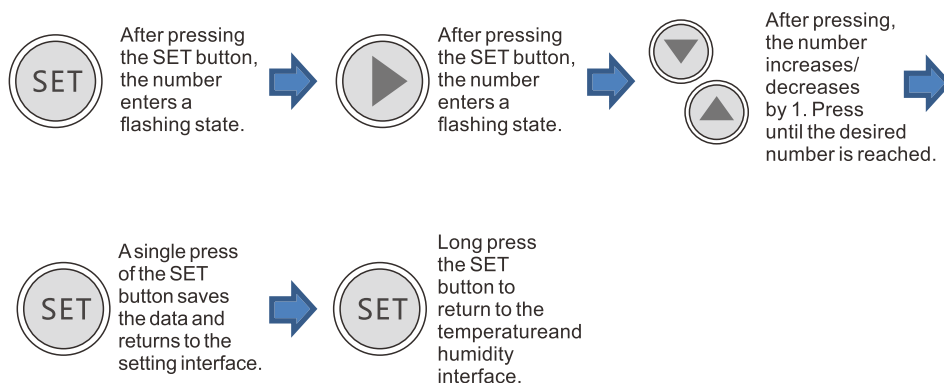 SET
After pressing
the SET button,
the number
enters a
flashing state.
After pressing
the SET button,
the number
enters a
flashing state.
After pressing,
the number
increases/
decreases
by 1. Press
until the desired
number is reached.
SET
A single press
of the SET
button saves
the data and
returns to the
setting interface.
SET
Long press
the SET
button to
return to the
temperatureand
humidity
interface.